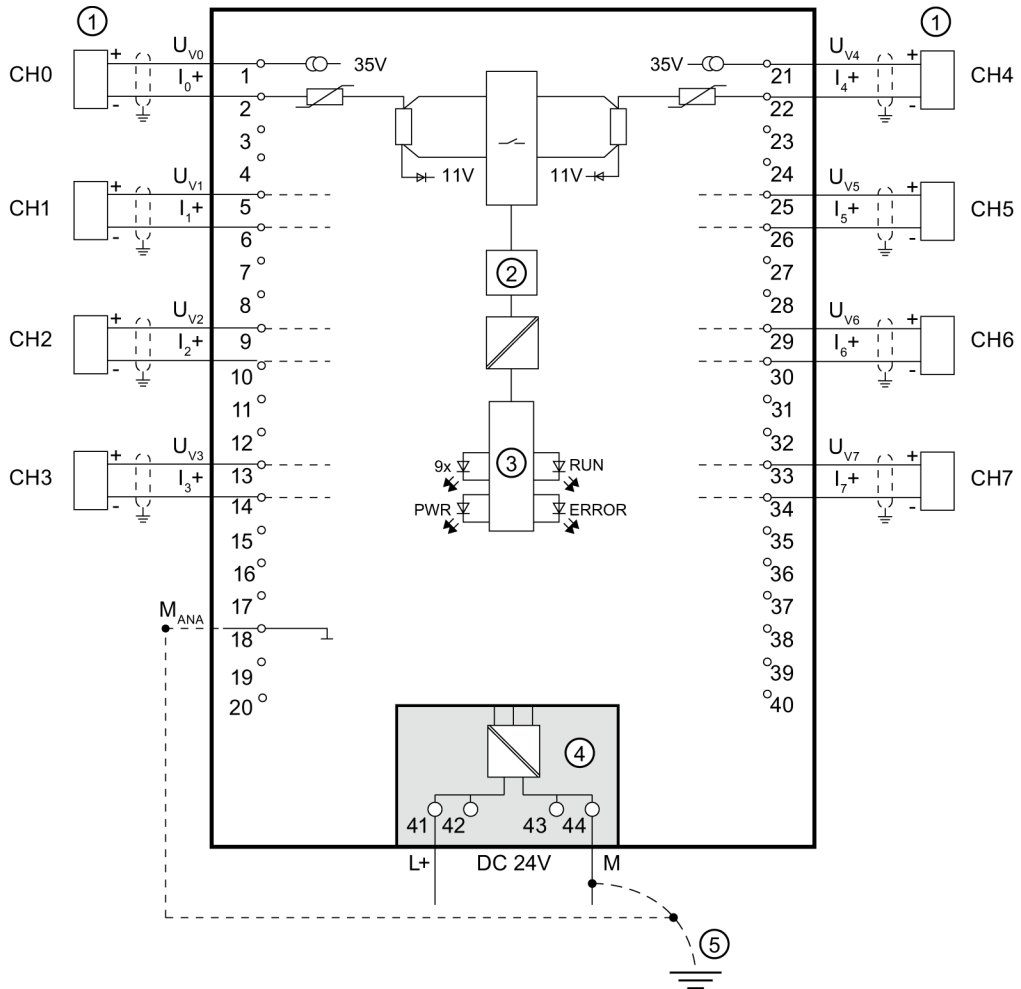 ① ①
CH0 + - U_V0 I_0+ 1 2 35V 35V 21 22 U_V4 I_4+ + - CH4
3 23
4 24
11V 11V
CH1 + - U_V1 I_1+ 5 6 25 26 U_V5 I_5+ + - CH5
7 27
8 28
②
CH2 + - U_V2 I_2+ 9 10 29 30 U_V6 I_6+ + - CH6
11 31
12 32
CH3 + - U_V3 I_3+ 13 14 33 34 U_V7 I_7+ + - CH7
9x ③ RUN
PWR ERROR
15 35
16 36
17 37
M_ANA 18 38
19 39
20 40
④
41 42 43 44
L+ DC 24V M
⑤